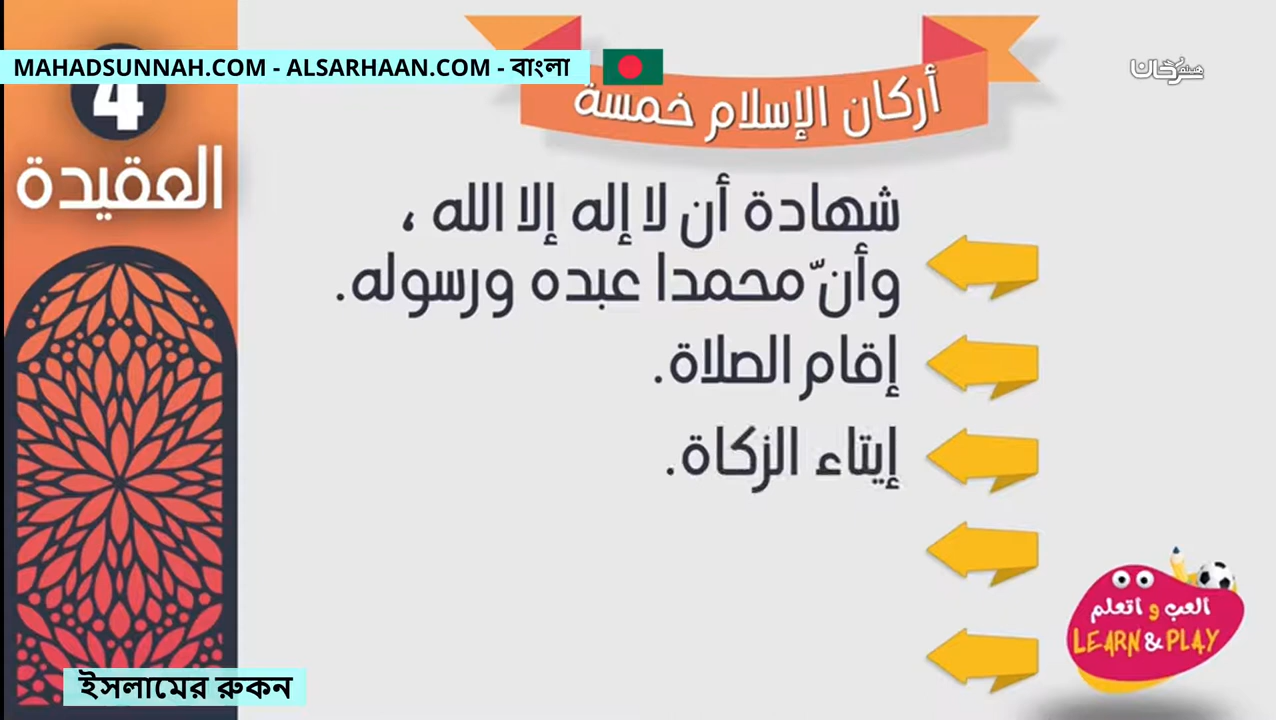 MAHADSUNNAH.COM - ALSARHAAN.COM - বাংলা
4
العقيدة
أركان الإسلام خمسة
شهادة أن لا إله إلا الله ،
وأنّ محمدا عبده ورسوله.
إقام الصلاة.
إيتاء الزكاة.
العب و أتعلم
LEARN & PLAY
ইসলামের রুকন